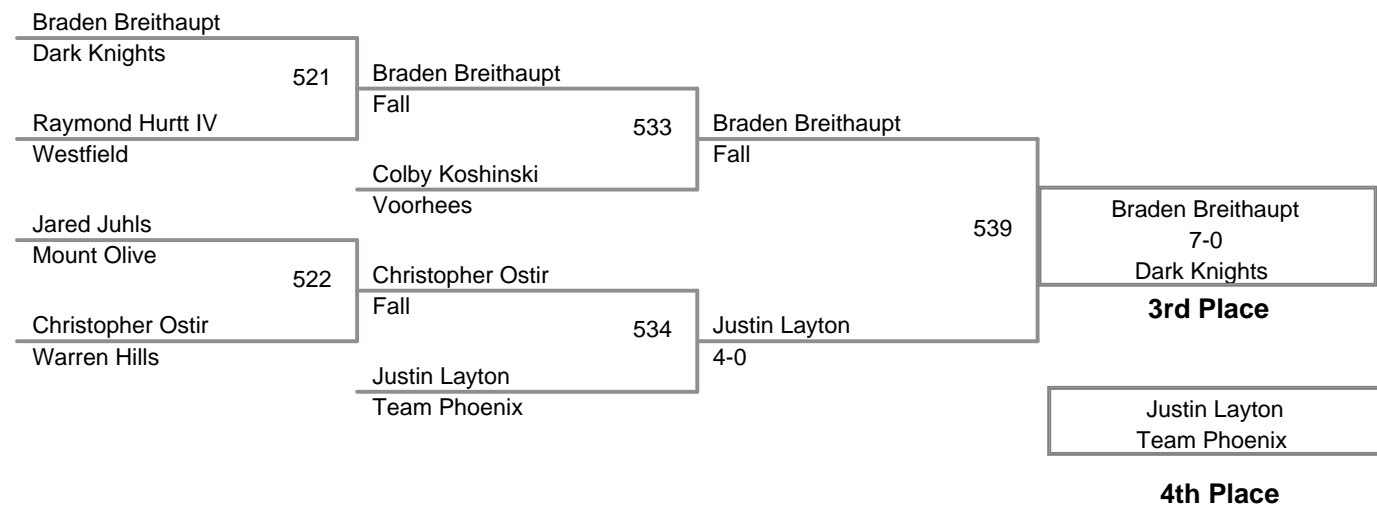 Braden Breithaupt
Dark Knights
521
Raymond Hurtt IV
Westfield
Jared Juhls
Mount Olive
522
Christopher Ostir
Warren Hills
Braden Breithaupt
Fall
533
Colby Koshinski
Voorhees
Christopher Ostir
Fall
534
Justin Layton
Team Phoenix
Braden Breithaupt
Fall
539
Justin Layton
4-0
Braden Breithaupt
7-0
Dark Knights
3rd Place
Justin Layton
Team Phoenix
4th Place